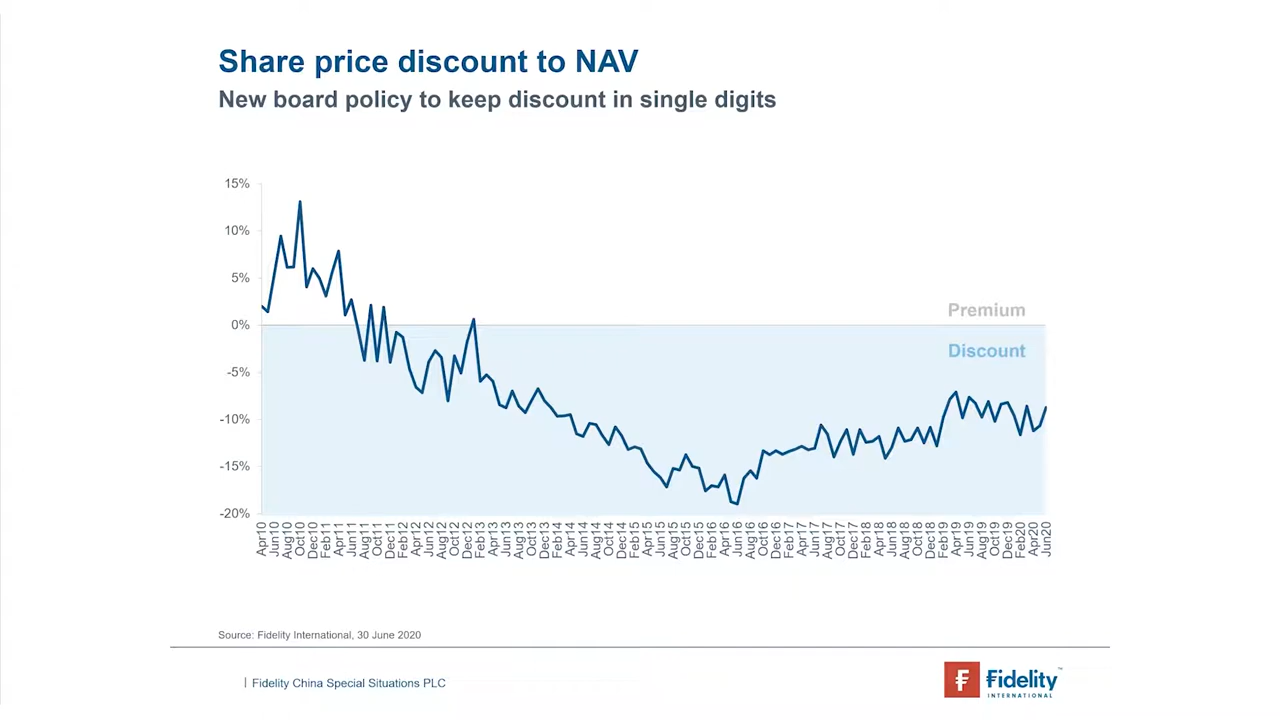 Share price discount to NAV
New board policy to keep discount in single digits
15%
10%
5%
0%
-5%
-10%
-15%
-20%
Premium
Discount
Apr10
Jun10
Aug10
Oct10
Dec10
Feb11
Apr11
Jun11
Aug11
Oct11
Dec11
Feb12
Apr12
Jun12
Aug12
Oct12
Dec12
Feb13
Apr13
Jun13
Aug13
Oct13
Dec13
Feb14
Apr14
Jun14
Aug14
Oct14
Dec14
Feb15
Apr15
Jun15
Aug15
Oct15
Dec15
Feb16
Apr16
Jun16
Aug16
Oct16
Dec16
Feb17
Apr17
Jun17
Aug17
Oct17
Dec17
Feb18
Apr18
Jun18
Aug18
Oct18
Dec18
Feb19
Apr19
Jun19
Aug19
Oct19
Dec19
Feb20
Apr20
Jun20
Source: Fidelity International, 30 June 2020
| Fidelity China Special Situations PLC
Fidelity ™
INTERNATIONAL